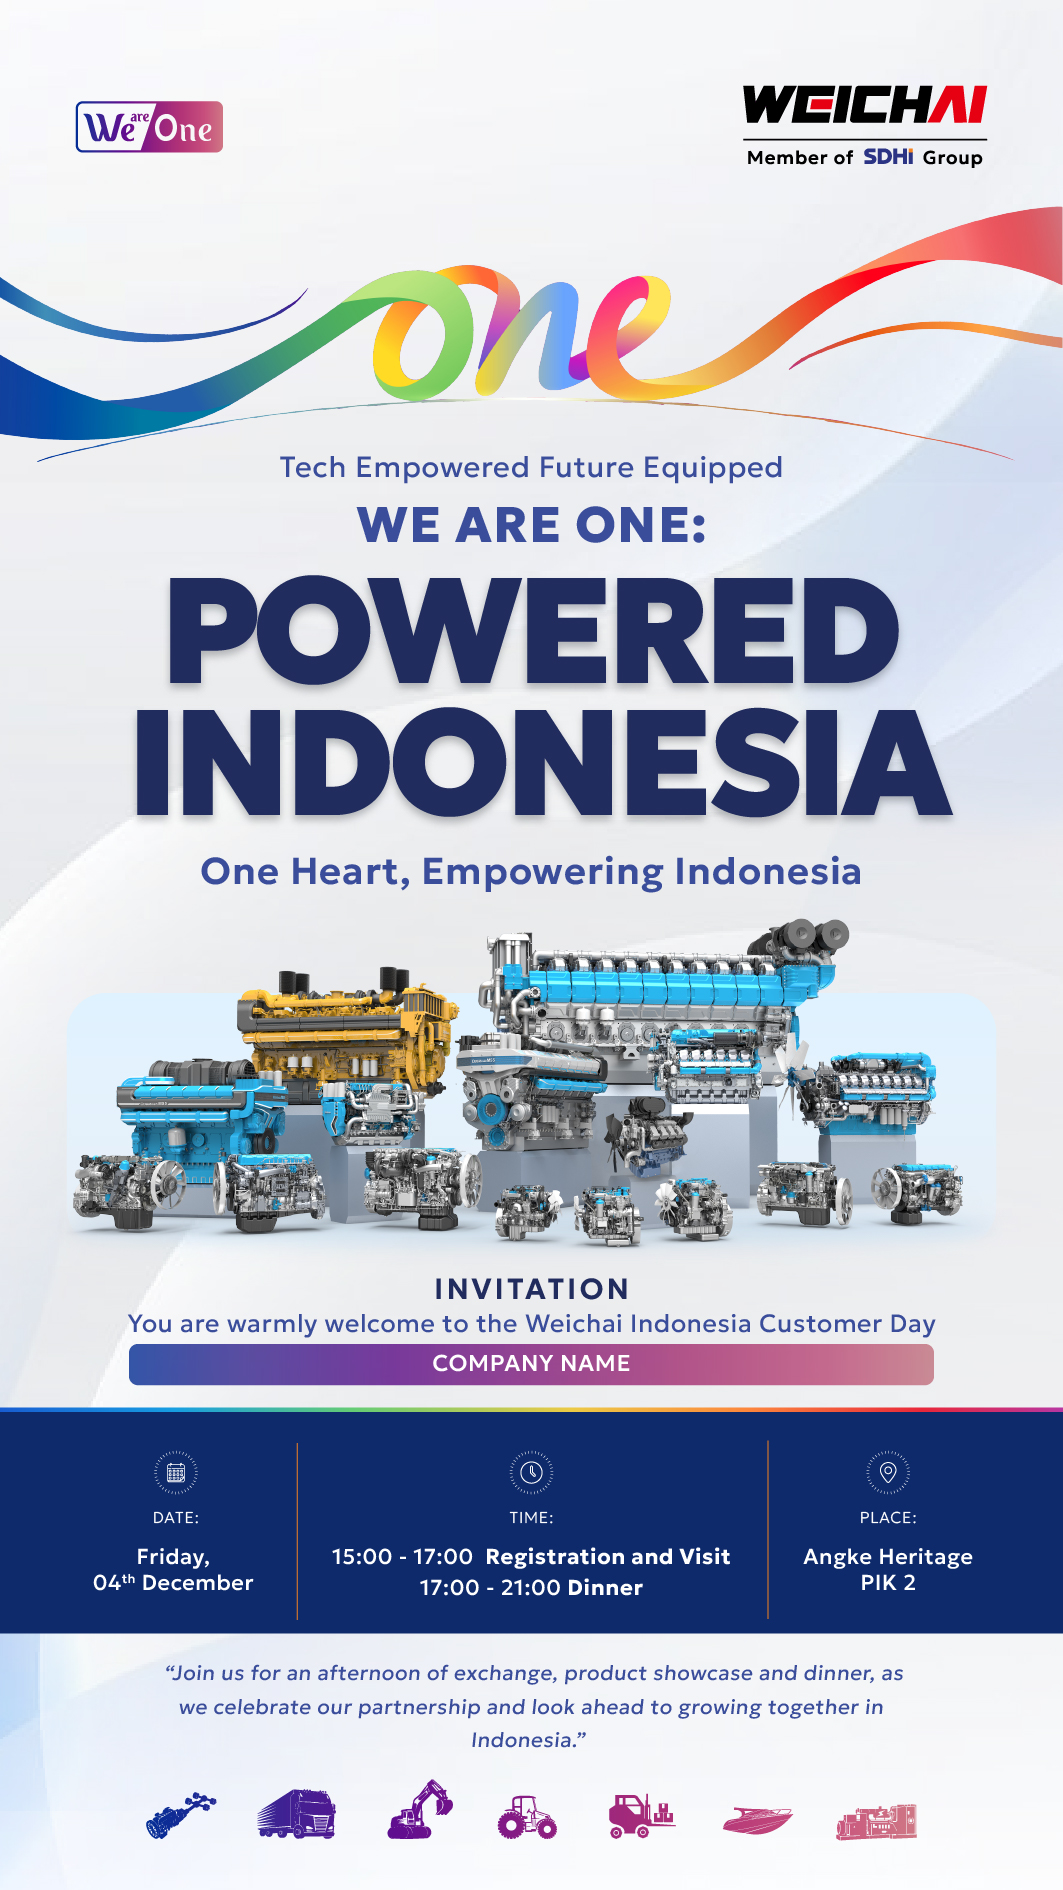 We are One
WEICHAI
Member of SDHi Group
one
Tech Empowered Future Equipped
WE ARE ONE:
POWERED
INDONESIA
One Heart, Empowering Indonesia
INVITATION
You are warmly welcome to the Weichai Indonesia Customer Day
COMPANY NAME
DATE:
Friday,
04th December
TIME:
15:00 - 17:00 Registration and Visit
17:00 - 21:00 Dinner
PLACE:
Angke Heritage
PIK 2
“Join us for an afternoon of exchange, product showcase and dinner, as
we celebrate our partnership and look ahead to growing together in
Indonesia.”